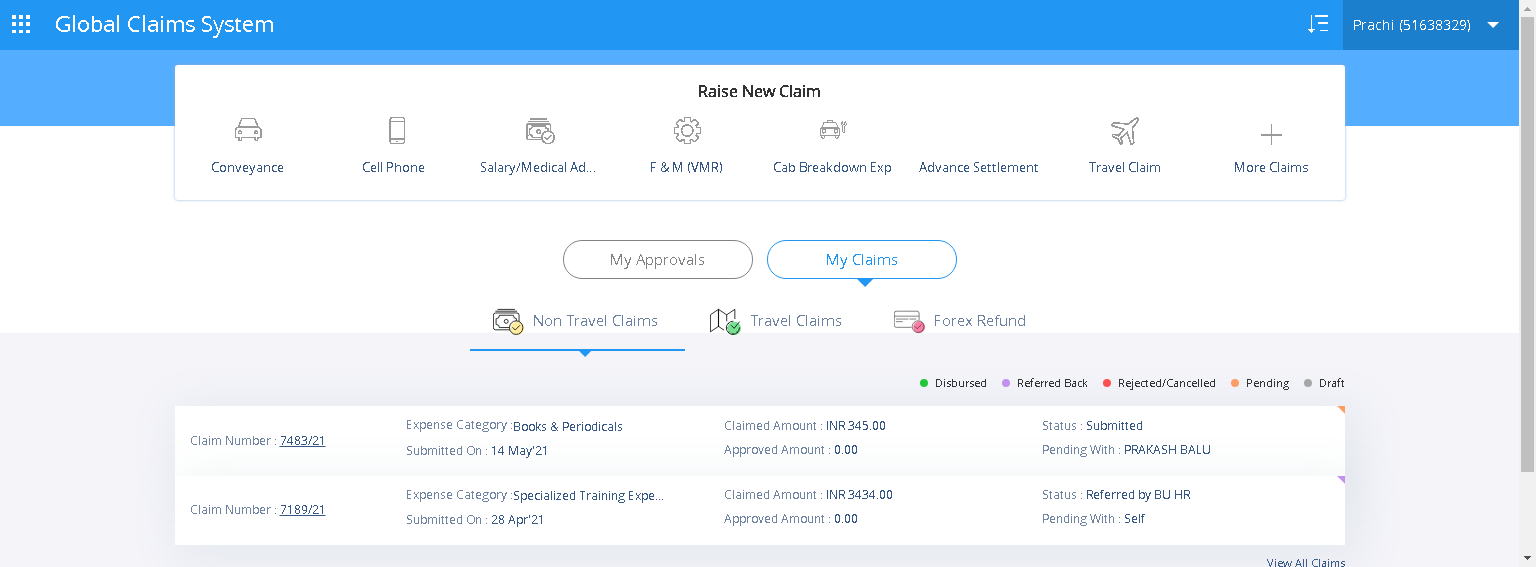 Global Claims System
Prachi (51638329)
Raise New Claim
Conveyance
Cell Phone
Salary/Medical Ad...
F & M (VMR)
Cab Breakdown Exp
Advance Settlement
Travel Claim
More Claims
My Approvals
My Claims
Non Travel Claims
Travel Claims
Forex Refund
Disbursed
Referred Back
Rejected/Cancelled
Pending
Draft
Claim Number : 7483/21
Expense Category :Books & Periodicals
Submitted On : 14 May'21
Claimed Amount : INR 345.00
Approved Amount : 0.00
Status : Submitted
Pending With : PRAKASH BALU
Claim Number : 7189/21
Expense Category :Specialized Training Expe...
Submitted On : 28 Apr'21
Claimed Amount : INR 3434.00
Approved Amount : 0.00
Status : Referred by BU HR
Pending With : Self
View All Claims